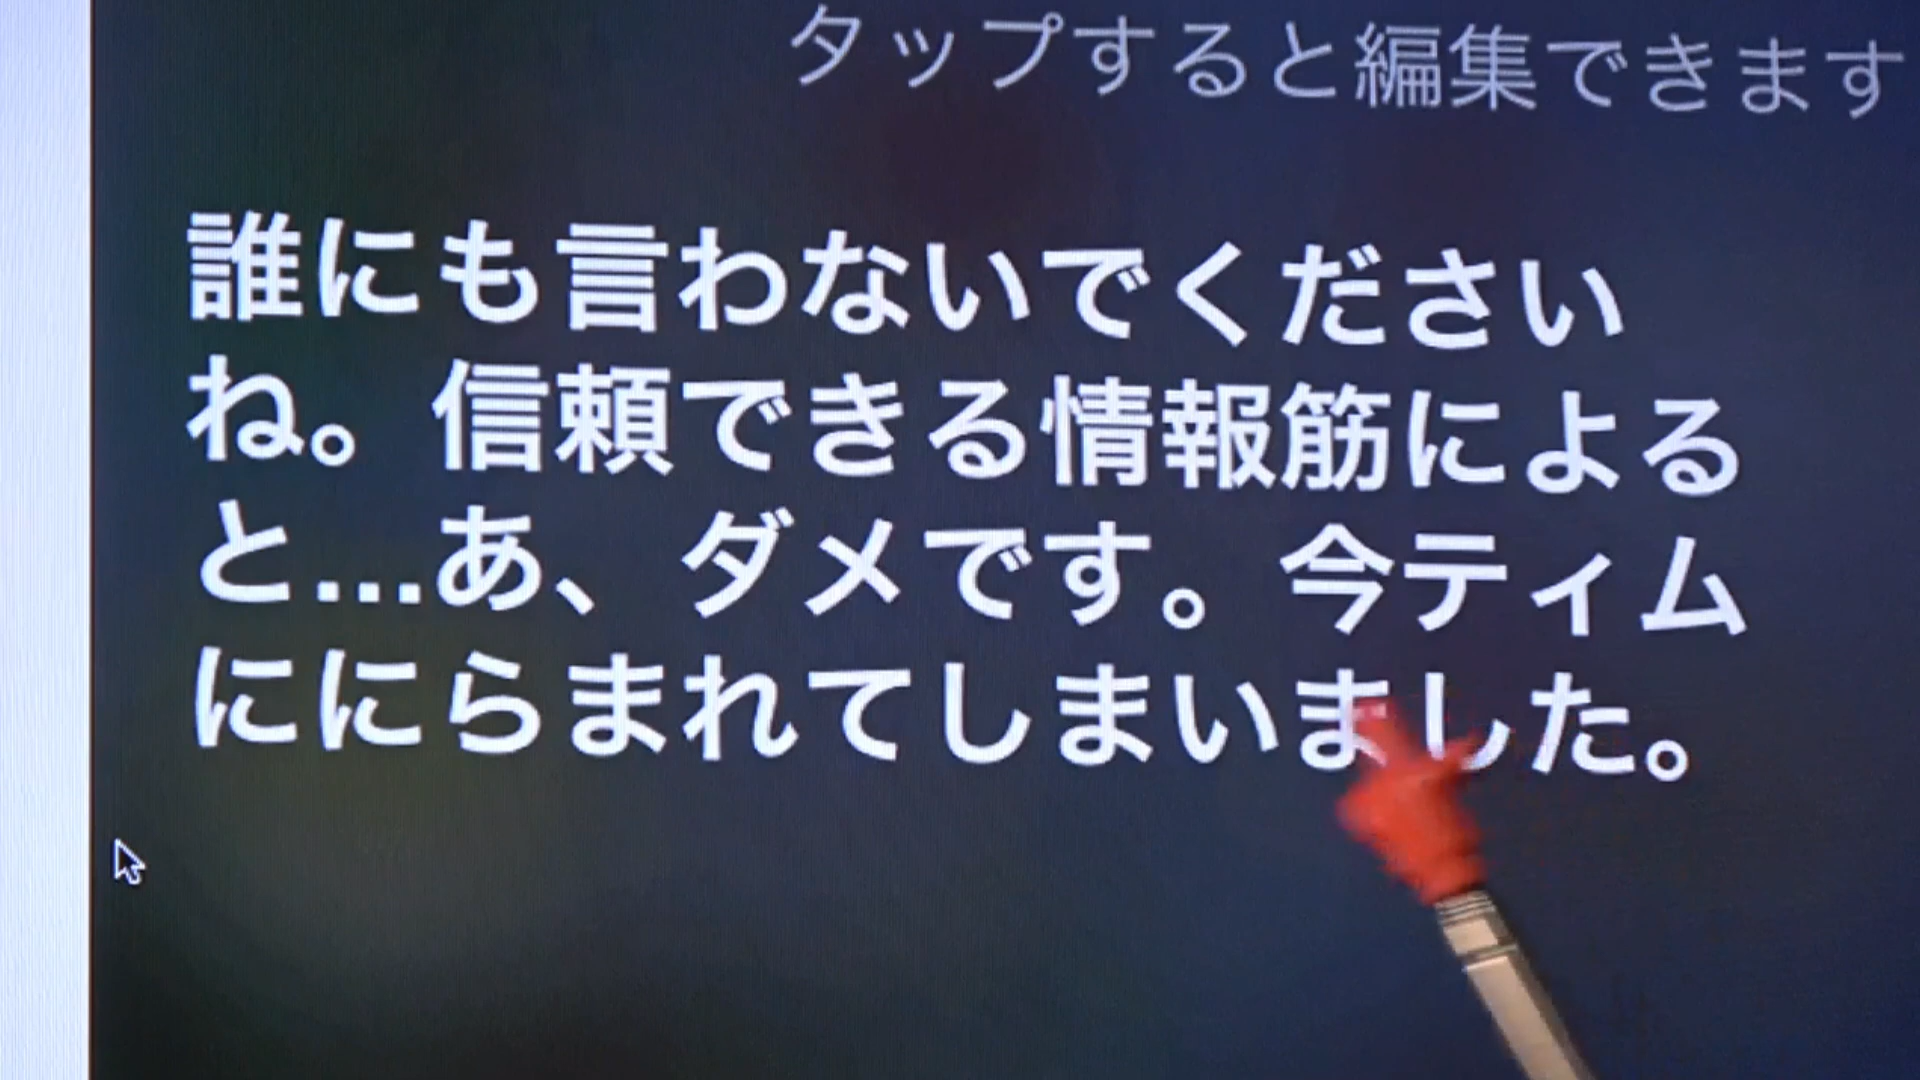 タップすると編集できます
誰にも言わないでください
ね。信頼できる情報筋による
と...あ、ダメです。今ティム
ににらまれてしまいました。